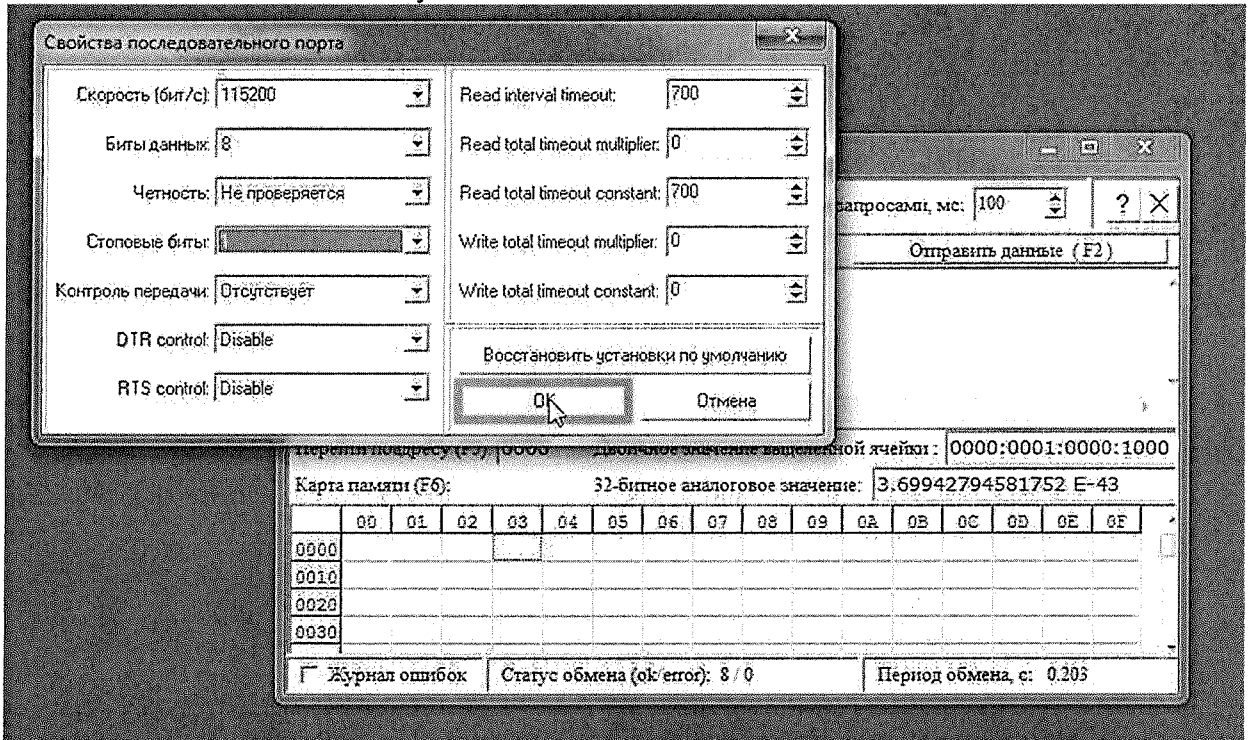 Свойства последовательного порта
Скорость (бит/с): 115200
Биты данных: 8
Четность: Не проверяется
Стоповые биты:
Контроль передачи: Отсутствует
DTR control: Disable
RTS control: Disable
Read interval timeout: 700
Read total timeout multiplier: 0
Read total timeout constant: 700
Write total timeout multiplier: 0
Write total timeout constant: 0
Восстановить установки по умолчанию
OK Отмена
запросами, мс: 100 ?
Отправить данные (F2)
0000 выделенной ячейки: 0000:0001:0000:1000
Карта памяти (F6): 32-битное аналоговое значение: 3.69942794581752 E-43
00 01 02 03 04 05 06 07 08 09 0A 0B 0C 0D 0E 0F
0000
0010
0020
0030
Журнал ошибок Статус обмена (ok/error): 8 / 0 Период обмена, с: 0.203